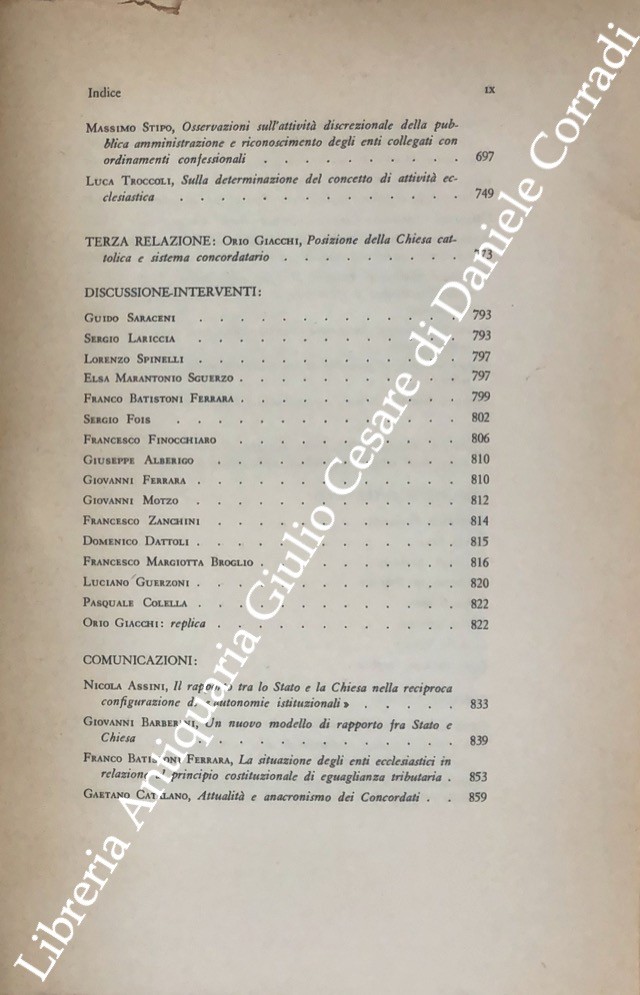 Indice IX
MASSIMO STIPO, Osservazioni sull'attività discrezionale della pub-
blica amministrazione e riconoscimento degli enti collegati con
ordinamenti confessionali . . . . . . . . . . 697
LUCA TROCCOLI, Sulla determinazione del concetto di attività ec-
clesiastica . . . . . . . . . . . . . . 749
TERZA RELAZIONE: ORIO GIACCHI, Posizione della Chiesa cat-
tolica e sistema concordatario . . . . . . . . .
DISCUSSIONE-INTERVENTI:
GUIDO SARACENI . . . . . . . . . . . . . 793
SERGIO LARICCIA . . . . . . . . . . . . . 793
LORENZO SPINELLI . . . . . . . . . . . . . 797
ELSA MARANTONIO SGUERZO . . . . . . . . . . . 797
FRANCO BATISTONI FERRARA . . . . . . . . . . . 799
SERGIO FOIS . . . . . . . . . . . . . . 802
FRANCESCO FINOCCHIARO . . . . . . . . . . . 806
GIUSEPPE ALBERIGO . . . . . . . . . . . . 810
GIOVANNI FERRARA . . . . . . . . . . . . . 810
GIOVANNI MOTZO . . . . . . . . . . . . . 812
FRANCESCO ZANCHINI . . . . . . . . . . . . 814
DOMENICO DATTOLI . . . . . . . . . . . . . 815
FRANCESCO MARGIOTTA BROGLIO . . . . . . . . . . 816
LUCIANO GUERZONI . . . . . . . . . . . . . 820
PASQUALE COLELLA . . . . . . . . . . . . . 822
ORIO GIACCHI: replica . . . . . . . . . . . . 822
COMUNICAZIONI:
NICOLA ASSINI, Il rapporto tra lo Stato e la Chiesa nella reciproca
configurazione di «autonomie istituzionali» . . . . . 833
GIOVANNI BARBERINI, Un nuovo modello di rapporto fra Stato e
Chiesa . . . . . . . . . . . . . . 839
FRANCO BATISTONI FERRARA, La situazione degli enti ecclesiastici in
relazione al principio costituzionale di eguaglianza tributaria . 853
GAETANO CATALANO, Attualità e anacronismo dei Concordati . . 859
Libreria Antiquaria Giulio Cesare di Daniele Corradi